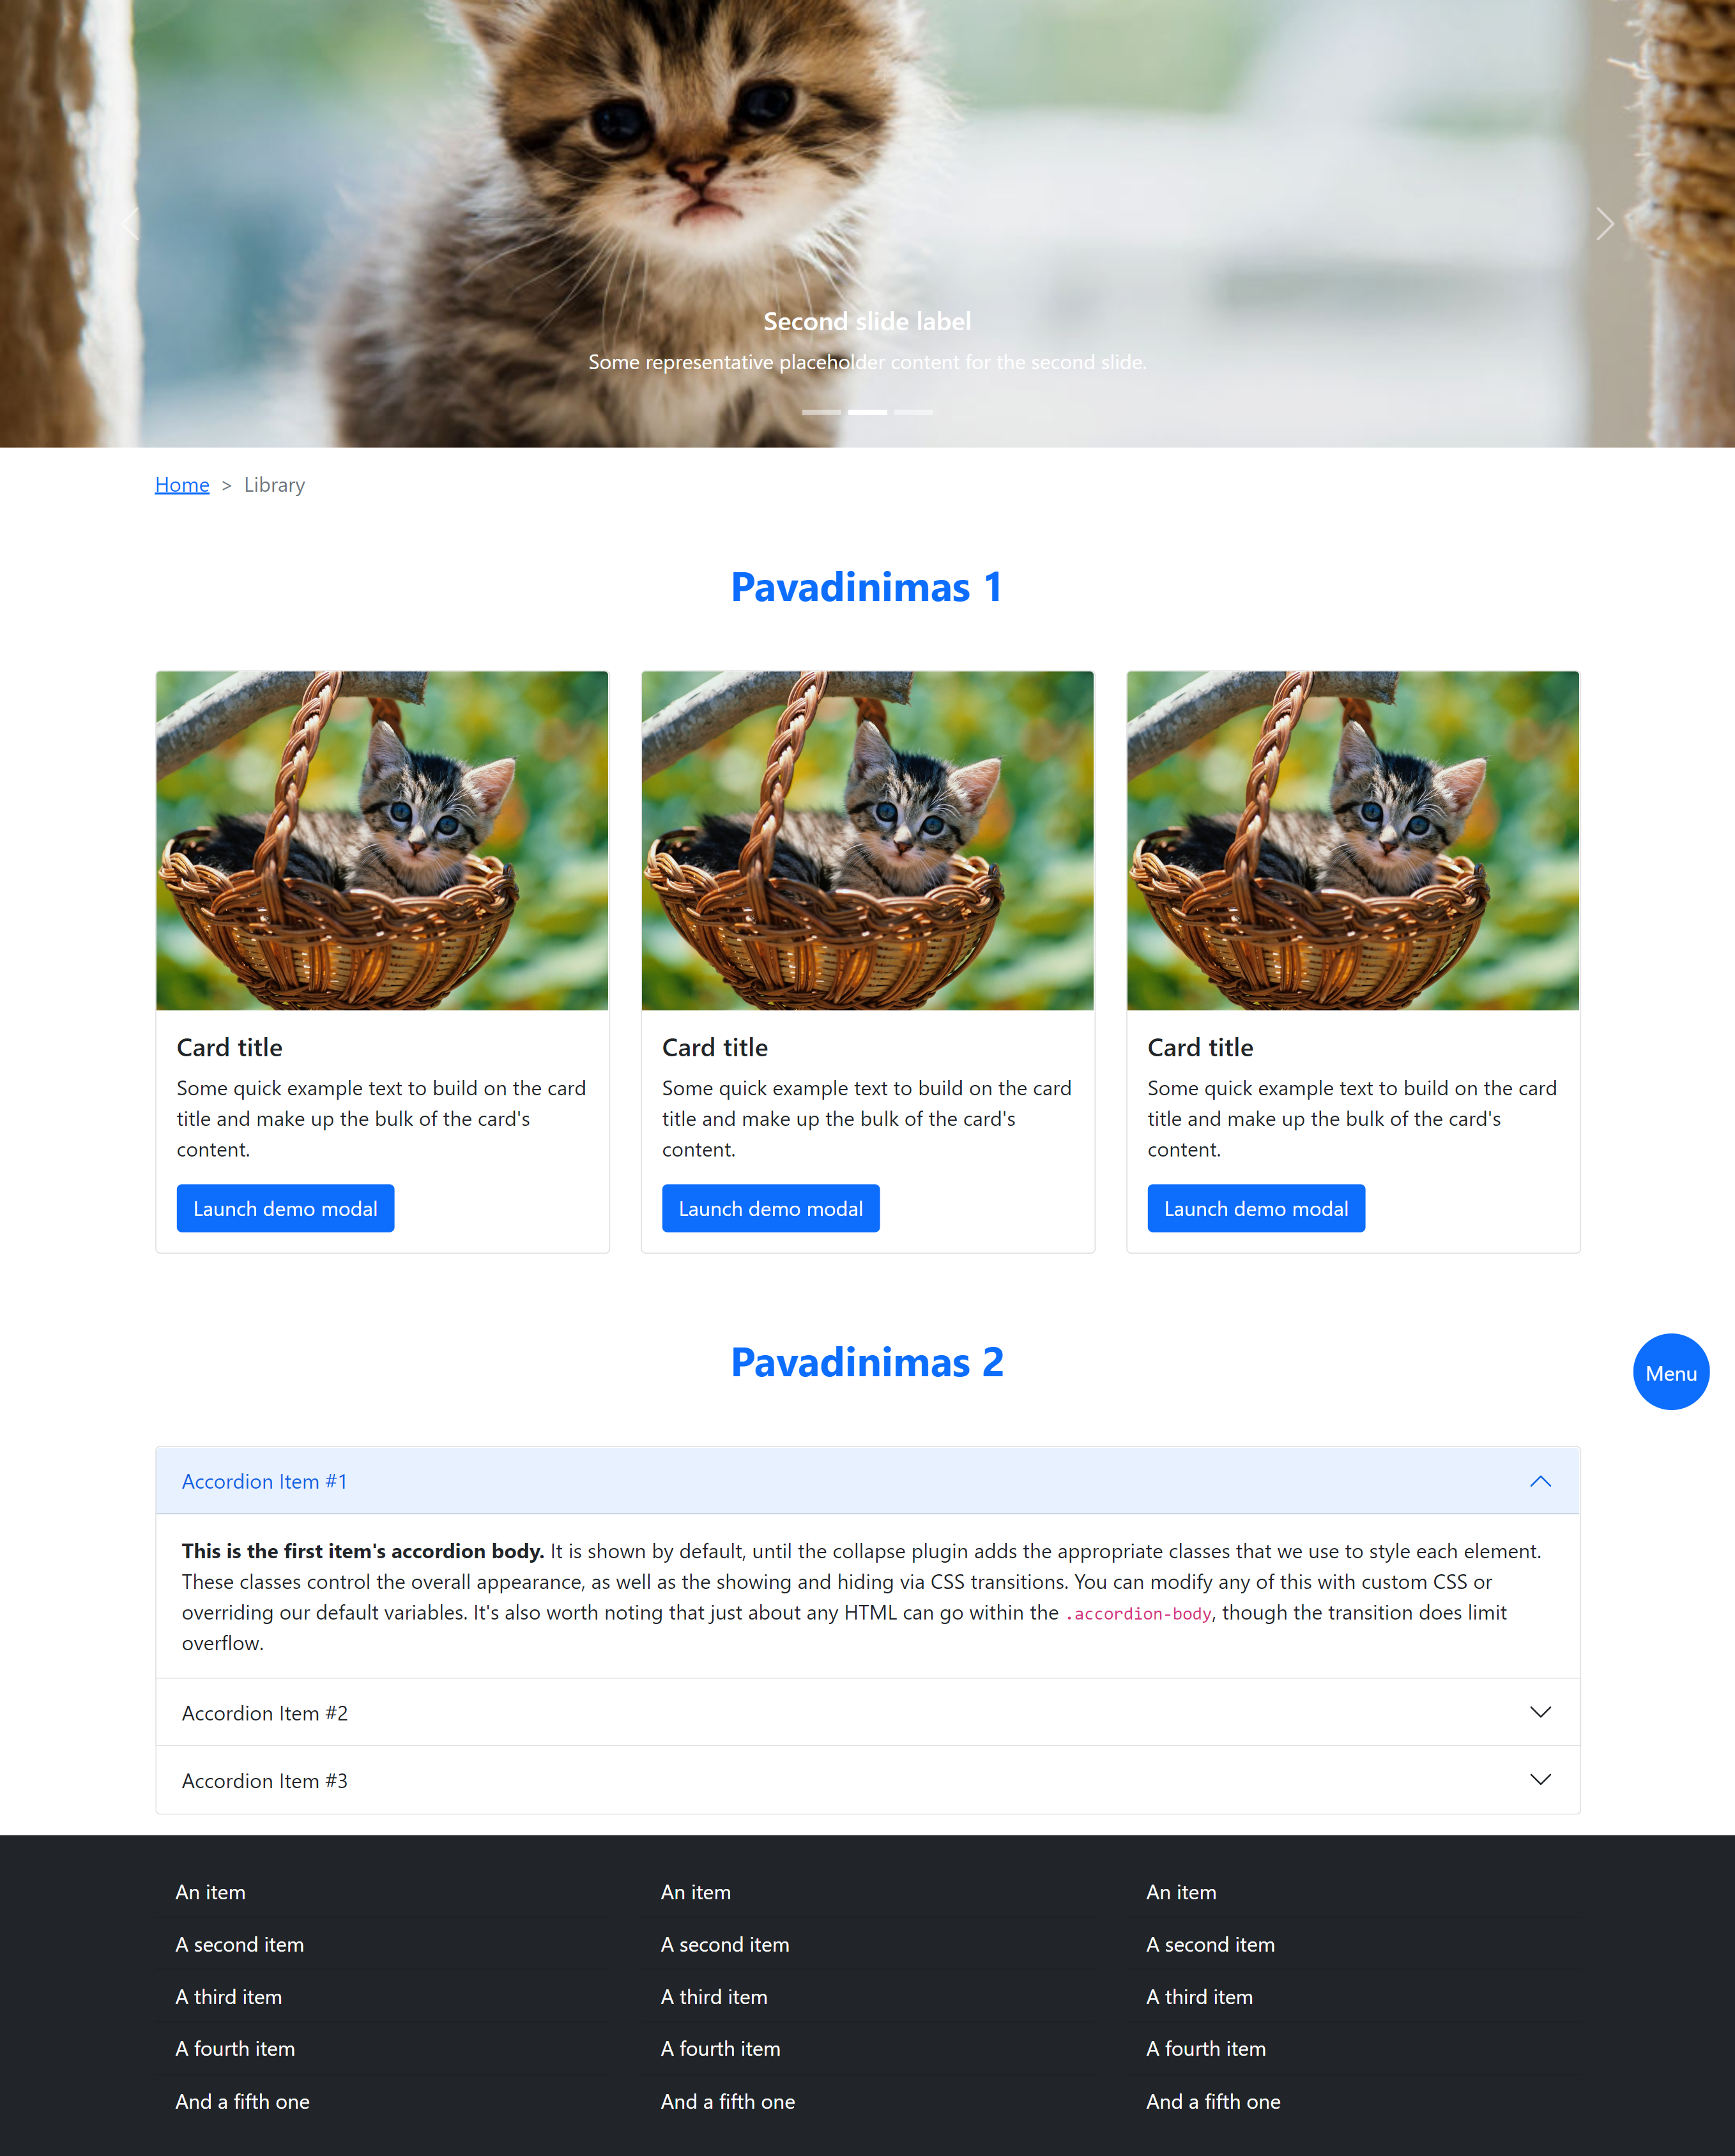 Second slide label
Some representative placeholder content for the second slide.
Home > Library
Pavadinimas 1
Card title
Some quick example text to build on the card
title and make up the bulk of the card's
content.
Launch demo modal
Card title
Some quick example text to build on the card
title and make up the bulk of the card's
content.
Launch demo modal
Card title
Some quick example text to build on the card
title and make up the bulk of the card's
content.
Launch demo modal
Pavadinimas 2
Menu
Accordion Item #1
This is the first item's accordion body. It is shown by default, until the collapse plugin adds the appropriate classes that we use to style each element.
These classes control the overall appearance, as well as the showing and hiding via CSS transitions. You can modify any of this with custom CSS or
overriding our default variables. It's also worth noting that just about any HTML can go within the .accordion-body, though the transition does limit
overflow.
Accordion Item #2
Accordion Item #3
An item
A second item
A third item
A fourth item
And a fifth one
An item
A second item
A third item
A fourth item
And a fifth one
An item
A second item
A third item
A fourth item
And a fifth one